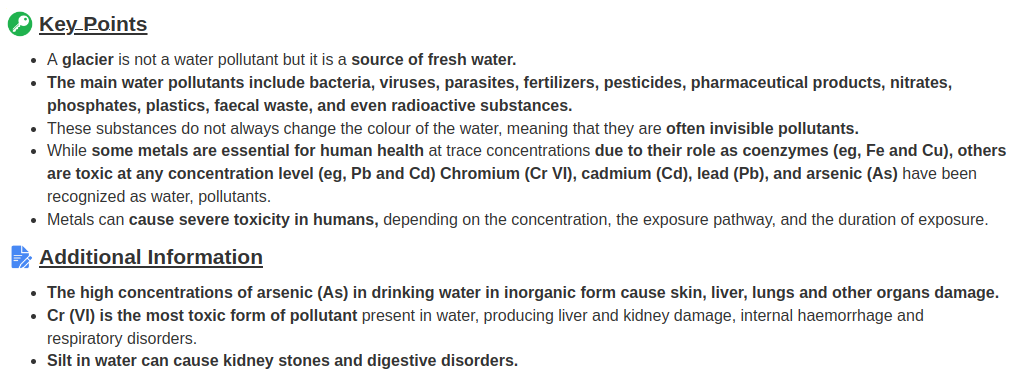 Key Points
A glacier is not a water pollutant but it is a source of fresh water.
The main water pollutants include bacteria, viruses, parasites, fertilizers, pesticides, pharmaceutical products, nitrates,
phosphates, plastics, faecal waste, and even radioactive substances.
These substances do not always change the colour of the water, meaning that they are often invisible pollutants.
While some metals are essential for human health at trace concentrations due to their role as coenzymes (eg, Fe and Cu), others
are toxic at any concentration level (eg, Pb and Cd) Chromium (Cr VI), cadmium (Cd), lead (Pb), and arsenic (As) have been
recognized as water, pollutants.
Metals can cause severe toxicity in humans, depending on the concentration, the exposure pathway, and the duration of exposure.
Additional Information
The high concentrations of arsenic (As) in drinking water in inorganic form cause skin, liver, lungs and other organs damage.
Cr (VI) is the most toxic form of pollutant present in water, producing liver and kidney damage, internal haemorrhage and
respiratory disorders.
Silt in water can cause kidney stones and digestive disorders.